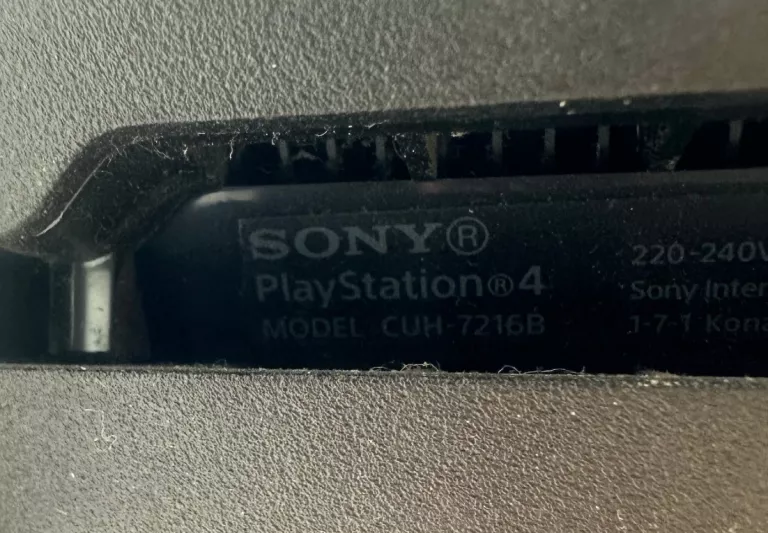 SONY®
PlayStation®4
MODEL CUH-7216B
220-240V
Sony Inter
1-7-1 Kona